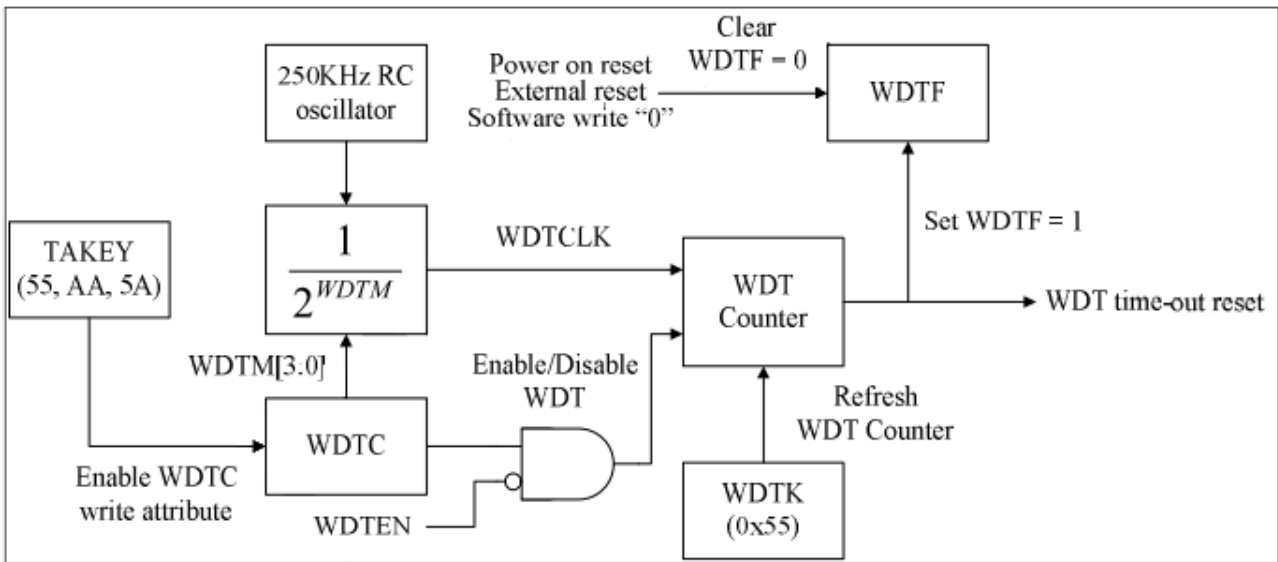 250KHz RC
oscillator
Power on reset
External reset
Software write “0”
Clear
WDTF = 0
WDTF
TAKEY
(55, AA, 5A)
1
2^WDTM
WDTCLK
WDT
Counter
Set WDTF = 1
WDT time-out reset
WDTM[3:0]
Enable/Disable
WDT
Refresh
WDT Counter
WDTC
Enable WDTC
write attribute
WDTEN
WDTK
(0x55)